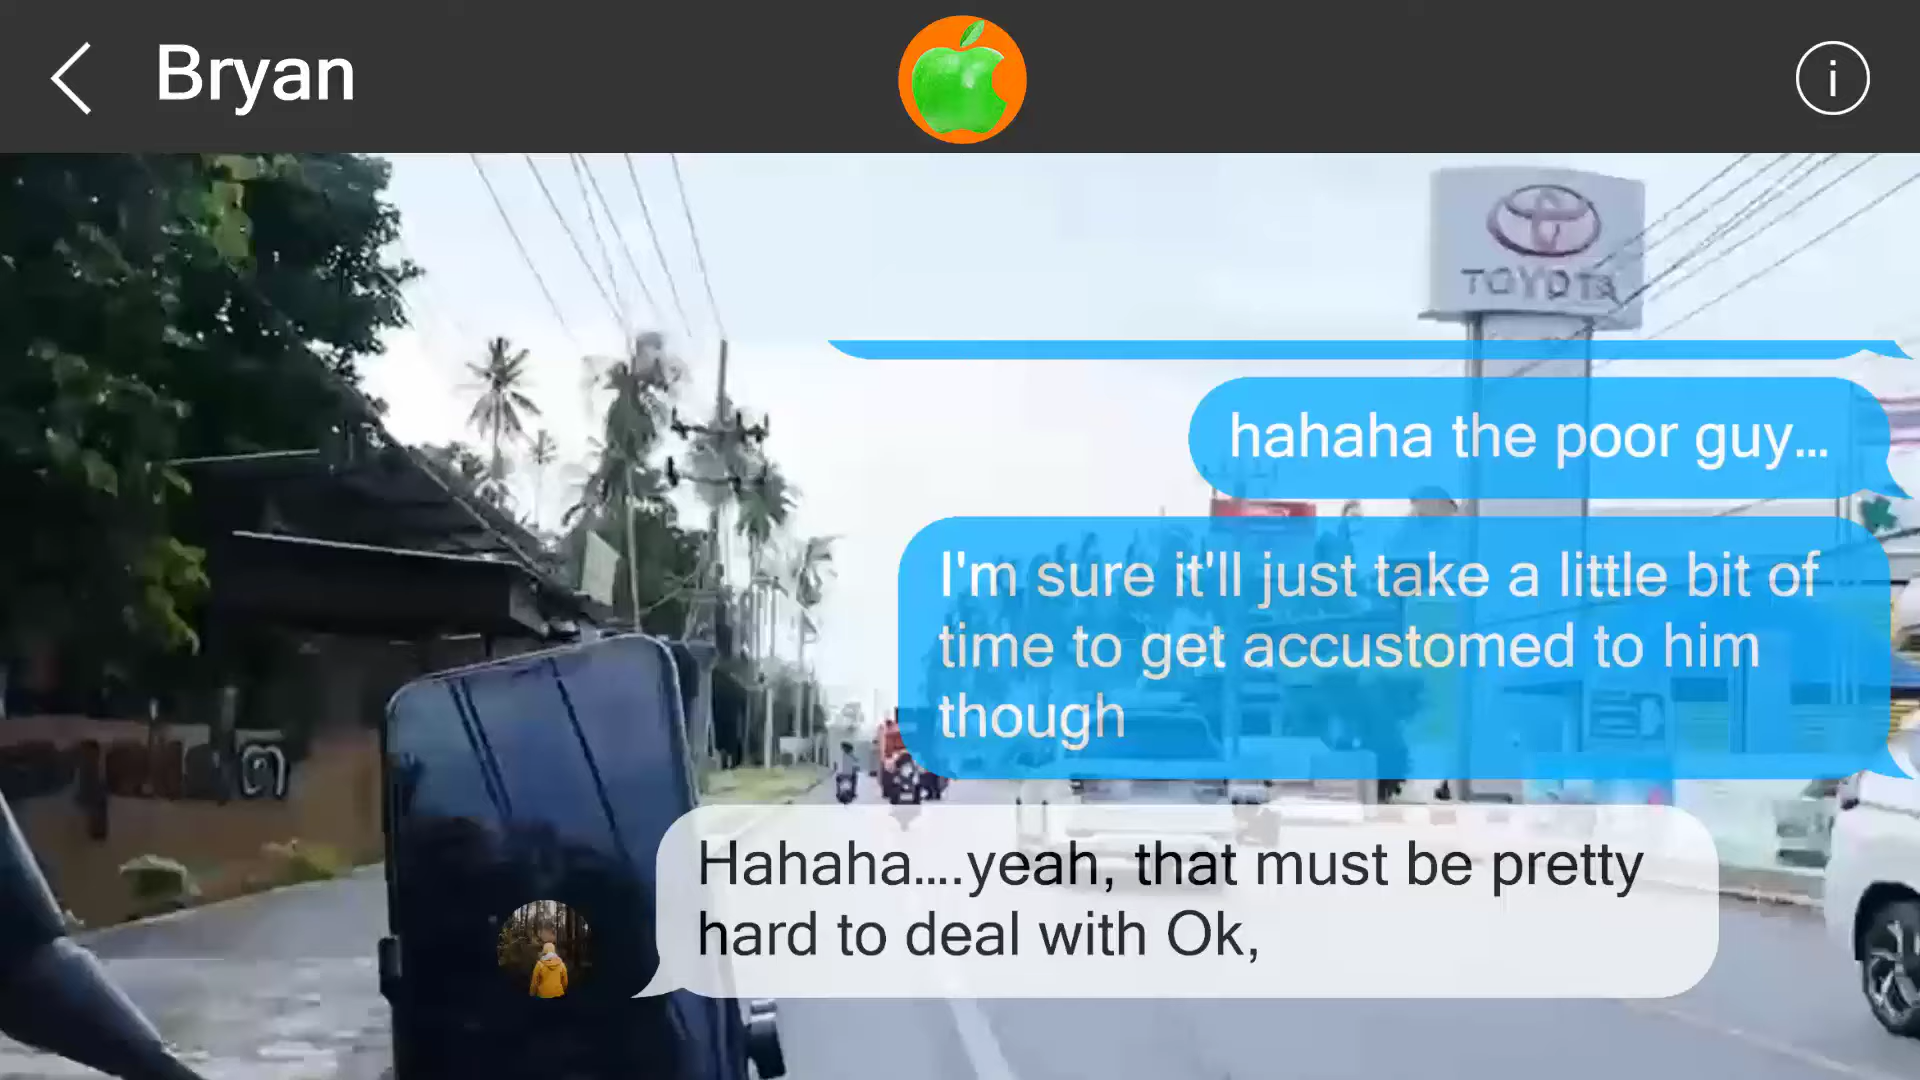 Bryan
i
TOYOTA
hahaha the poor guy...
I'm sure it'll just take a little bit of
time to get accustomed to him
though
Hahaha....yeah, that must be pretty
hard to deal with Ok,